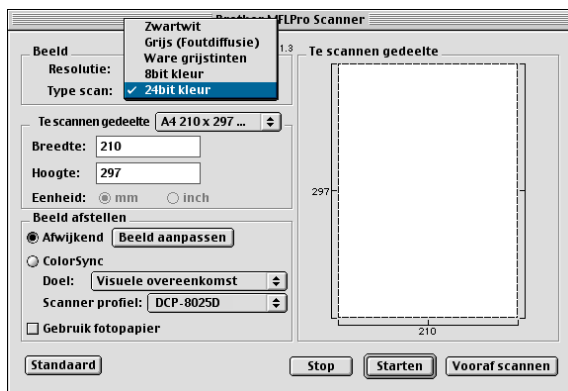 Brother MFLPro Scanner
Zwartwit
Grijs (Foutdiffusie)
Ware grijstinten
8bit kleur
✓ 24bit kleur
1.3
Beeld
Resolutie:
Type scan:
Te scannen gedeelte A4 210 x 297 ...
Breedte: 210
Hoogte: 297
Eenheid: mm inch
Beeld afstellen
Afwijkend Beeld aanpassen
ColorSync
Doel: Visuele overeenkomst
Scanner profiel: DCP-8025D
Gebruik fotopapier
Te scannen gedeelte
297
210
Standaard Stop Starten Vooraf scannen